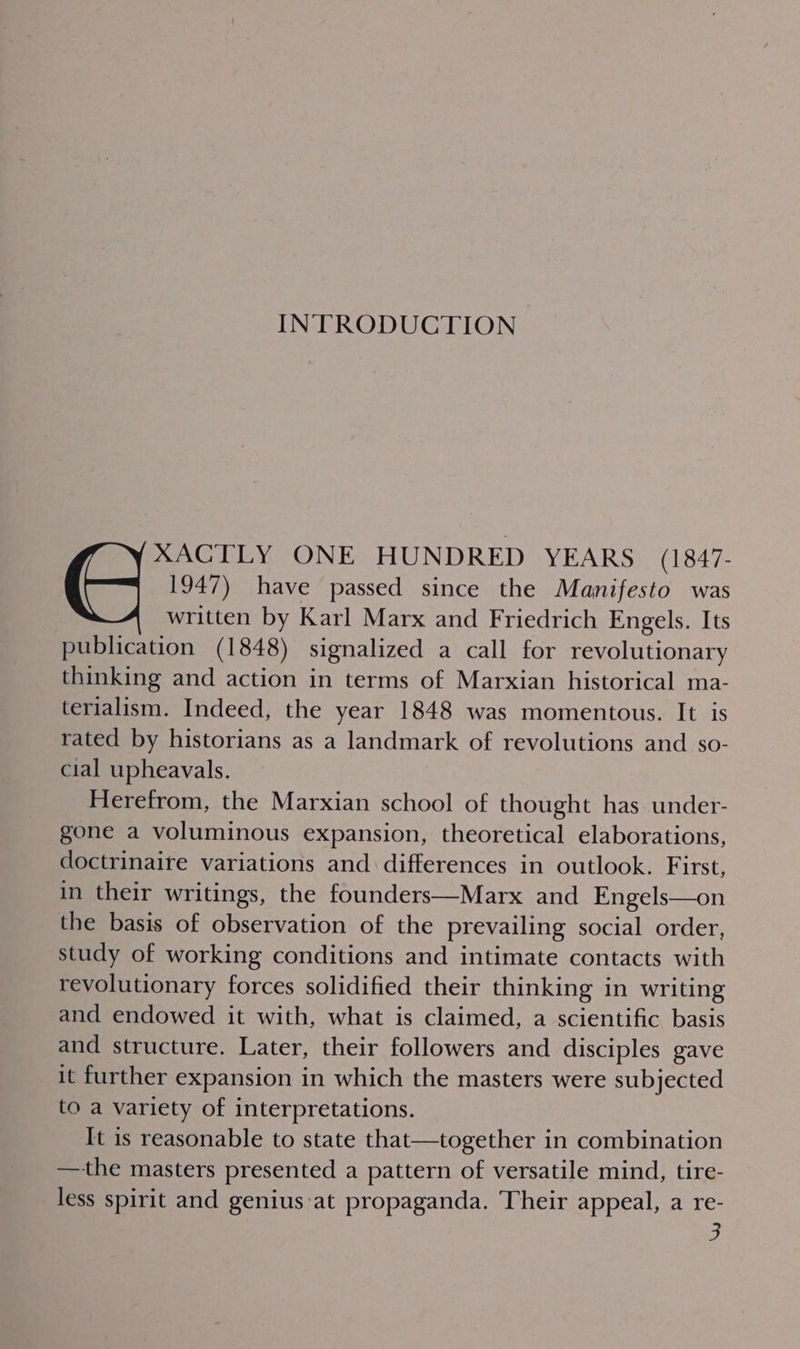 INTRODUCTION
EXACTLY ONE HUNDRED YEARS (1847-
1947) have passed since the Manifesto was
written by Karl Marx and Friedrich Engels. Its
publication (1848) signalized a call for revolutionary
thinking and action in terms of Marxian historical ma-
terialism. Indeed, the year 1848 was momentous. It is
rated by historians as a landmark of revolutions and so-
cial upheavals.
Herefrom, the Marxian school of thought has under-
gone a voluminous expansion, theoretical elaborations,
doctrinaire variations and differences in outlook. First,
in their writings, the founders—Marx and Engels—on
the basis of observation of the prevailing social order,
study of working conditions and intimate contacts with
revolutionary forces solidified their thinking in writing
and endowed it with, what is claimed, a scientific basis
and structure. Later, their followers and disciples gave
it further expansion in which the masters were subjected
to a variety of interpretations.
It is reasonable to state that—together in combination
—the masters presented a pattern of versatile mind, tire-
less spirit and genius at propaganda. Their appeal, a re-
3